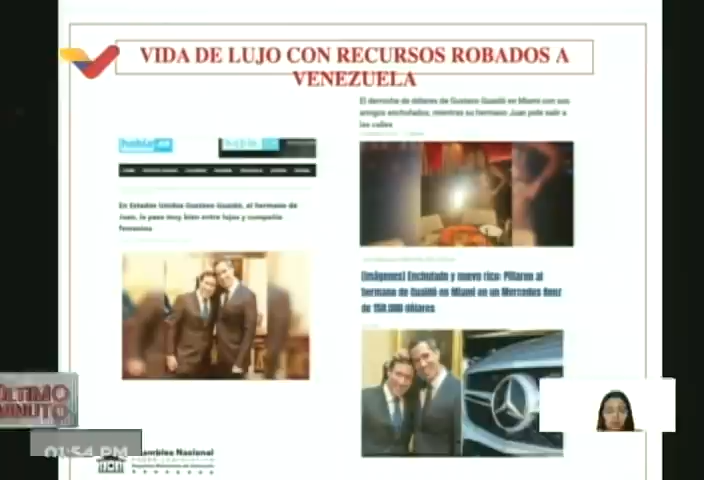 VIDA DE LUJO CON RECURSOS ROBADOS A
VENEZUELA
El derroche de dólares de Gustavo Guaidó en Miami con sus
amigos enchufados, mientras su hermano Juan pide salir a
las calles
En Estados Unidos Gustavo Guaidó, el hermano de
Juan, la pasa muy bien entre lujos y compañía
femenina
(Imágenes) Enchufado y nuevo rico: Pillaron al
hermano de Guaidó en Miami en un Mercedes Benz
de 150.000 dólares
ÚLTIMO
MINUTO
01:54 PM
Asamblea Nacional